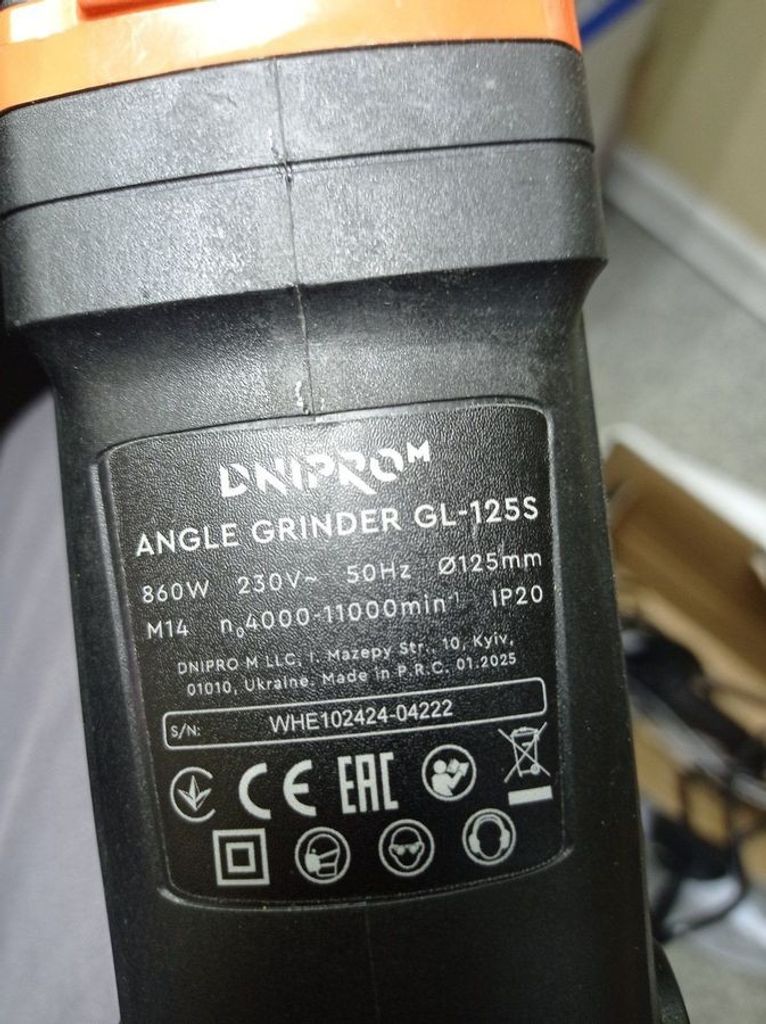 DNIPRO M
ANGLE GRINDER GL-125S
860W 230V~ 50Hz Ø125mm
M14 n₀4000-11000min⁻¹ IP20
DNIPRO M LLC, I. Mazepy Str., 10, Kyiv,
01010, Ukraine. Made in P.R.C. 01.2025
S/N: WHE102424-04222
CE EAC